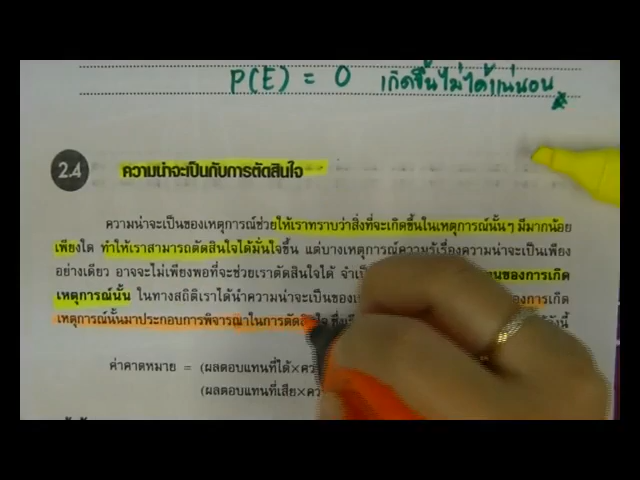 P(E) = 0 เกิดขึ้นไม่ได้แน่นอน
2.4 ความน่าจะเป็นกับการตัดสินใจ
ความน่าจะเป็นของเหตุการณ์ช่วยให้เราทราบว่าสิ่งที่จะเกิดขึ้นในเหตุการณ์นั้นๆ มีมากน้อย
เพียงใด ทำให้เราสามารถตัดสินใจได้มั่นใจขึ้น แต่บางเหตุการณ์ความรู้เรื่องความน่าจะเป็นเพียง
อย่างเดียว อาจจะไม่เพียงพอที่จะช่วยเราตัดสินใจได้ ของการเกิด
เหตุการณ์นั้น ในทางสถิติเราได้นำความน่าจะเป็นของ การเกิด
เหตุการณ์นั้นมาประกอบการพิจารณาในการตัดสินใจ
ค่าคาดหมาย = (ผลตอบแทนที่ได้×
(ผลตอบแทนที่เสีย×